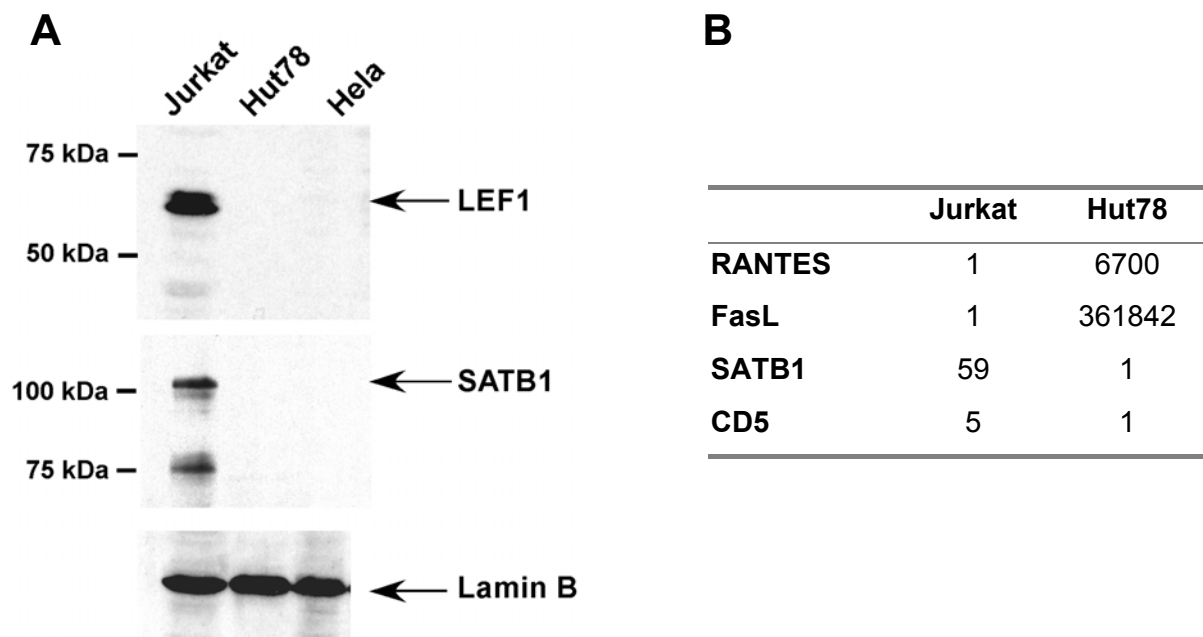 A
B
Jurkat Hut78 Hela
75 kDa
LEF1
50 kDa
SATB1
100 kDa
75 kDa
Lamin B
Jurkat Hut78
RANTES 1 6700
FasL 1 361842
SATB1 59 1
CD5 5 1